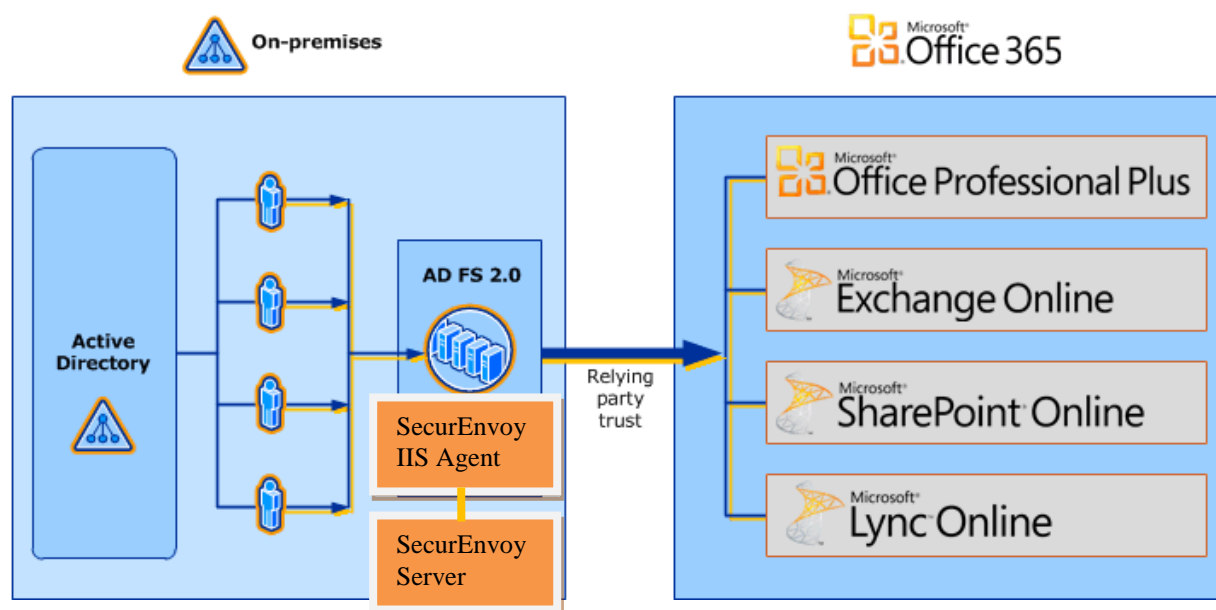 On-premises
Microsoft®
Office 365
Active
Directory
AD FS 2.0
SecurEnvoy
IIS Agent
SecurEnvoy
Server
Relying
party
trust
Microsoft®
Office Professional Plus
Microsoft®
Exchange Online
Microsoft®
SharePoint® Online
Microsoft®
Lync™ Online